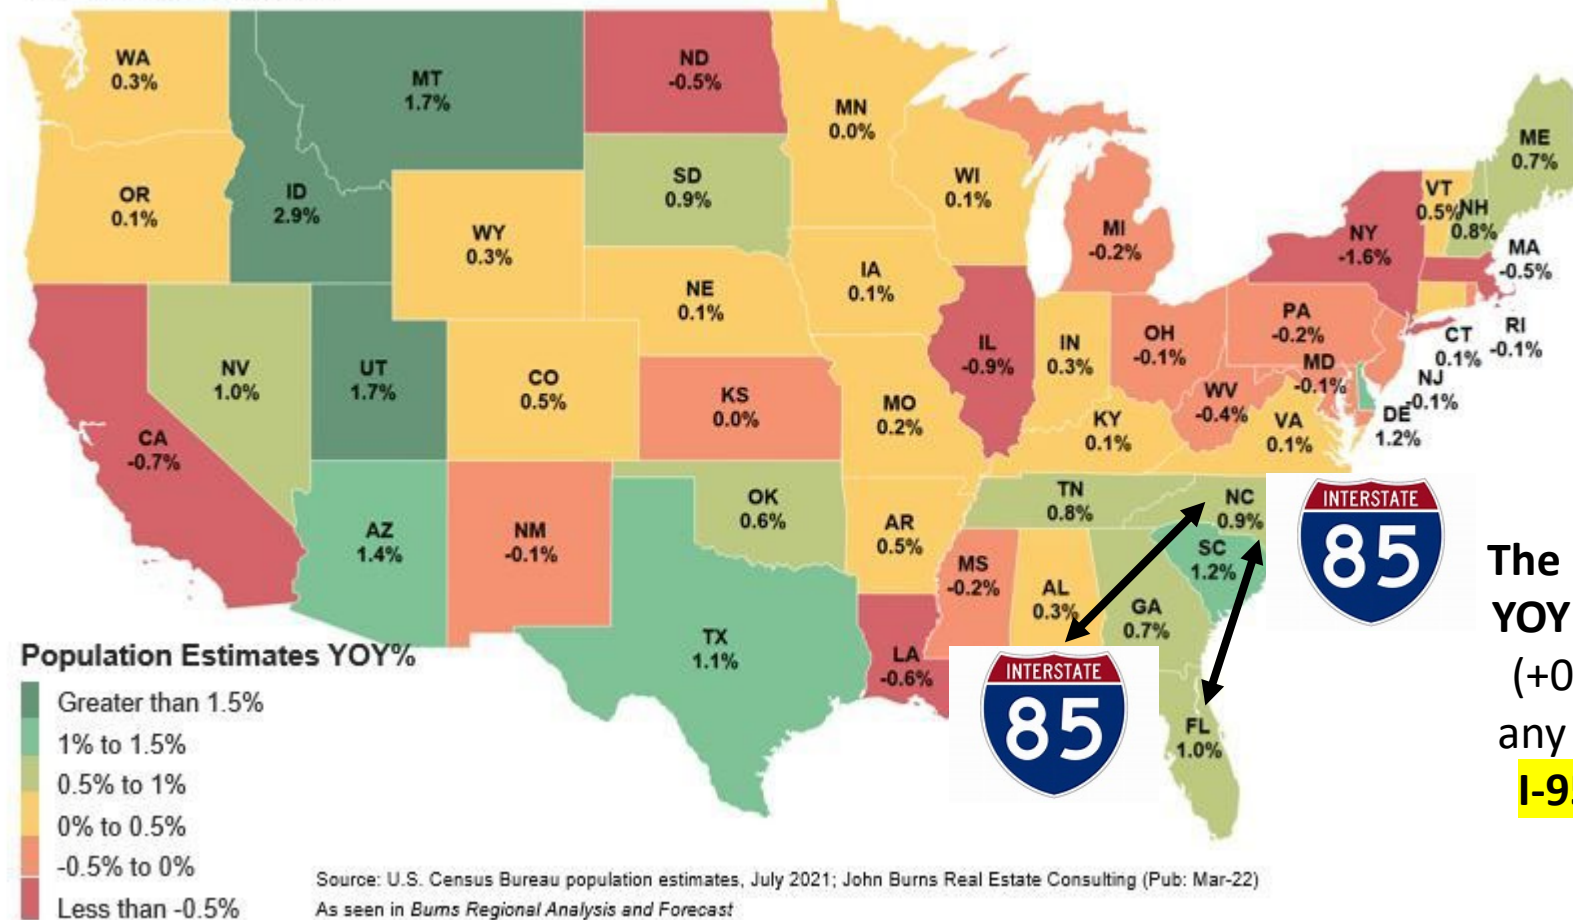 WA
0.3%
MT
1.7%
ND
-0.5%
MN
0.0%
ME
0.7%
OR
0.1%
ID
2.9%
SD
0.9%
WI
0.1%
VT
0.5%
NH
0.8%
WY
0.3%
MI
-0.2%
NY
-1.6%
MA
-0.5%
IA
0.1%
NE
0.1%
PA
-0.2%
CT
0.1%
RI
-0.1%
NV
1.0%
UT
1.7%
CO
0.5%
IL
-0.9%
IN
0.3%
OH
-0.1%
MD
-0.1%
NJ
-0.1%
KS
0.0%
MO
0.2%
WV
-0.4%
DE
1.2%
CA
-0.7%
KY
0.1%
VA
0.1%
AZ
1.4%
NM
-0.1%
OK
0.6%
AR
0.5%
TN
0.8%
NC
0.9%
INTERSTATE
85
MS
-0.2%
AL
0.3%
GA
0.7%
SC
1.2%
TX
1.1%
LA
-0.6%
INTERSTATE
85
FL
1.0%
The
YOY
(+0
any
I-9
Population Estimates YOY%
Greater than 1.5%
1% to 1.5%
0.5% to 1%
0% to 0.5%
-0.5% to 0%
Less than -0.5%
Source: U.S. Census Bureau population estimates, July 2021; John Burns Real Estate Consulting (Pub: Mar-22)
As seen in Burns Regional Analysis and Forecast